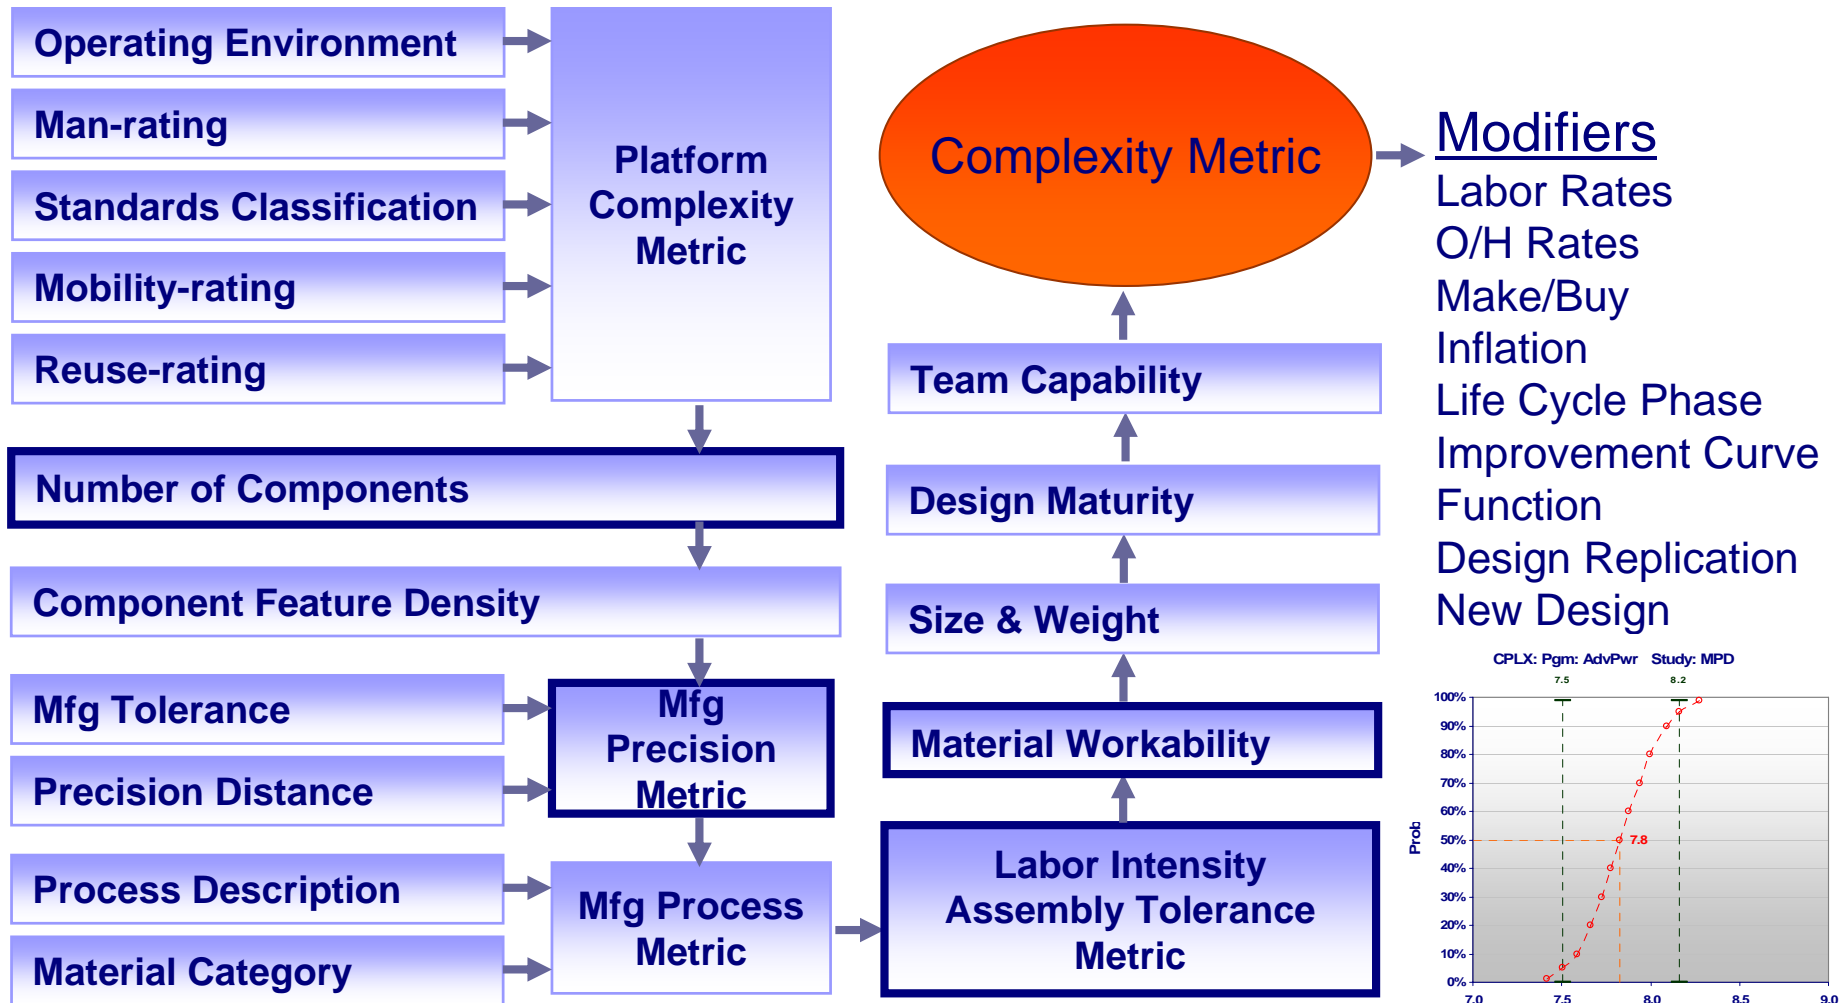 Operating Environment
Man-rating
Standards Classification
Mobility-rating
Reuse-rating
Platform
Complexity
Metric
Number of Components
Component Feature Density
Mfg Tolerance
Precision Distance
Mfg
Precision
Metric
Process Description
Material Category
Mfg Process
Metric
Labor Intensity
Assembly Tolerance
Metric
Material Workability
Size & Weight
Design Maturity
Team Capability
Complexity Metric
Modifiers
Labor Rates
O/H Rates
Make/Buy
Inflation
Life Cycle Phase
Improvement Curve
Function
Design Replication
New Design
CPLX: Pgm: AdvPwr Study: MPD
7.5 8.2
100%
90%
80%
70%
60%
50%
40%
30%
20%
10%
0%
Prob
7.8
7.0 7.5 8.0 8.5 9.0